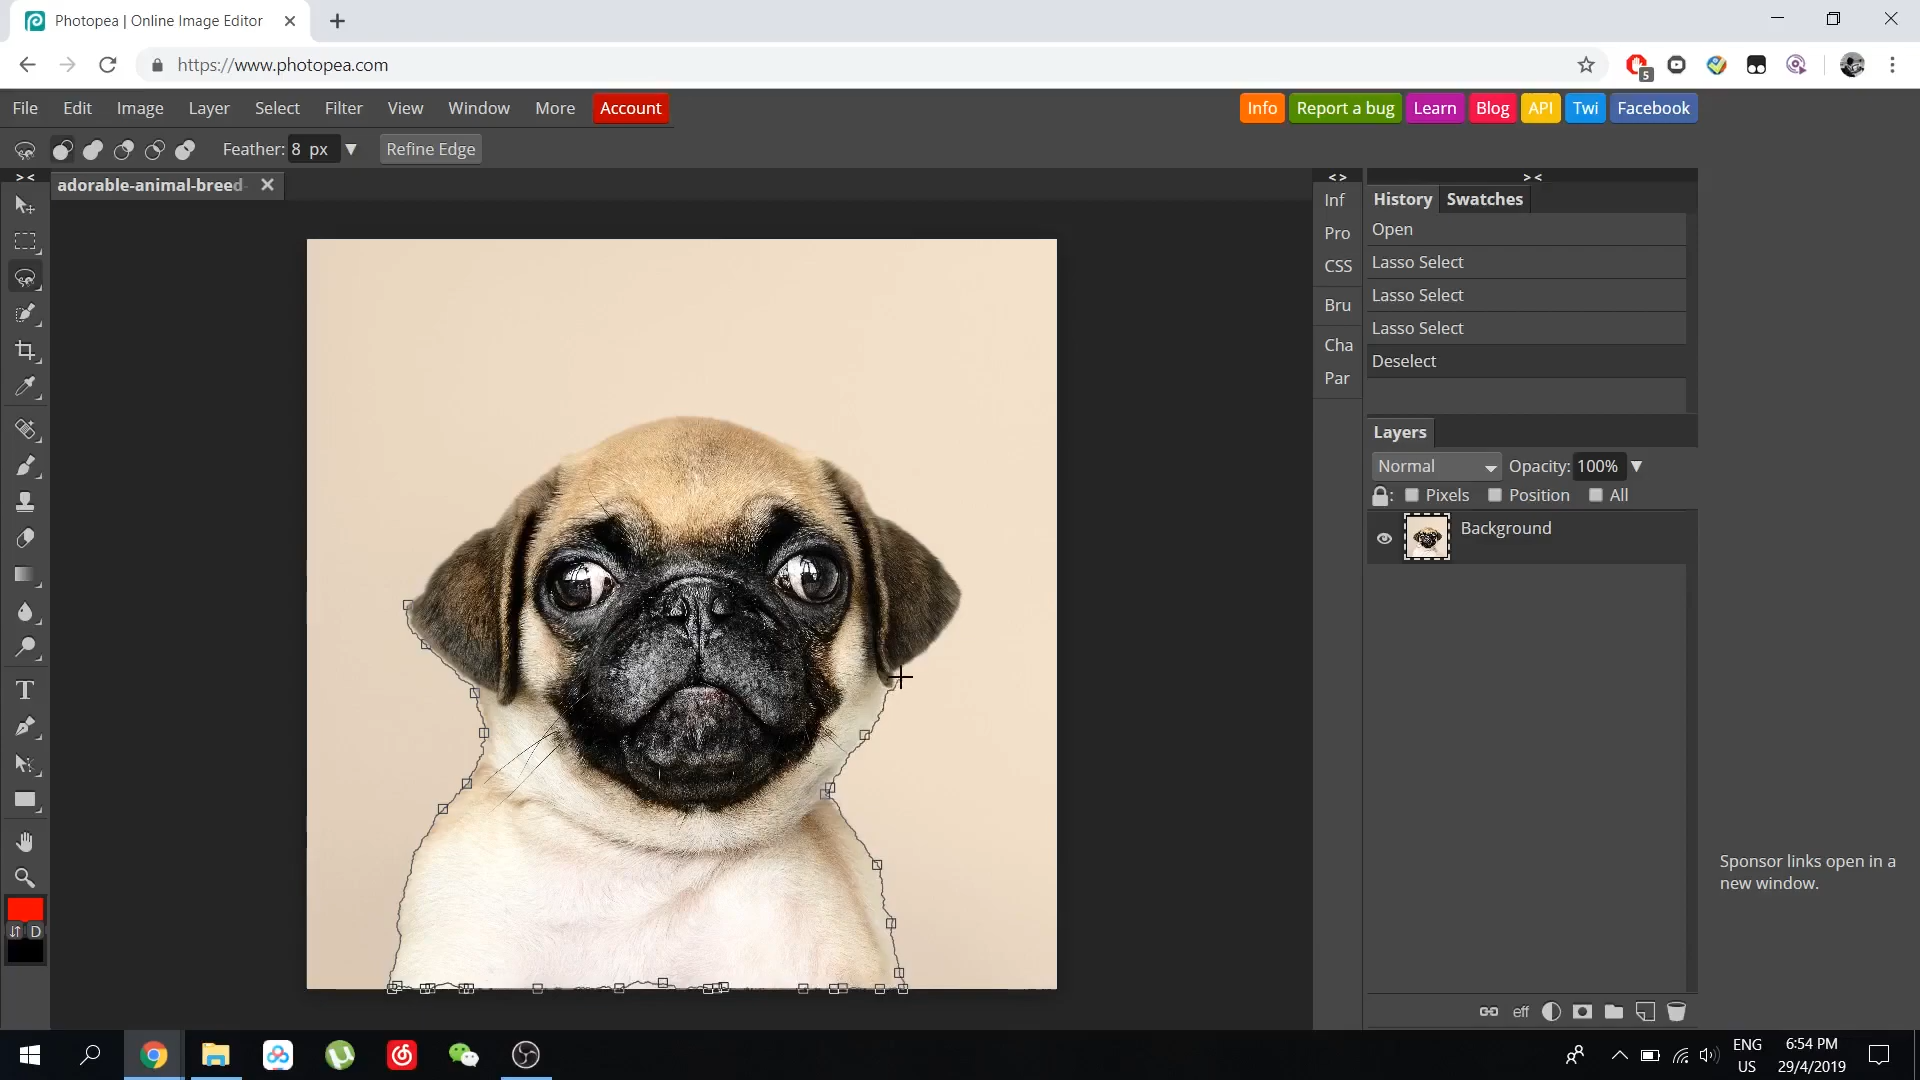 Photopea | Online Image Editor
https://www.photopea.com
5
File Edit Image Layer Select Filter View Window More Account
Info Report a bug Learn Blog API Twi Facebook
Feather: 8 px Refine Edge
> <
adorable-animal-breed-
< >
> <
Inf
Pro
CSS
Bru
Cha
Par
History Swatches
Open
Lasso Select
Lasso Select
Lasso Select
Deselect
Layers
Normal Opacity: 100%
Pixels Position All
Background
T
D
Sponsor links open in a
new window.
eff
ENG
US
6:54 PM
29/4/2019